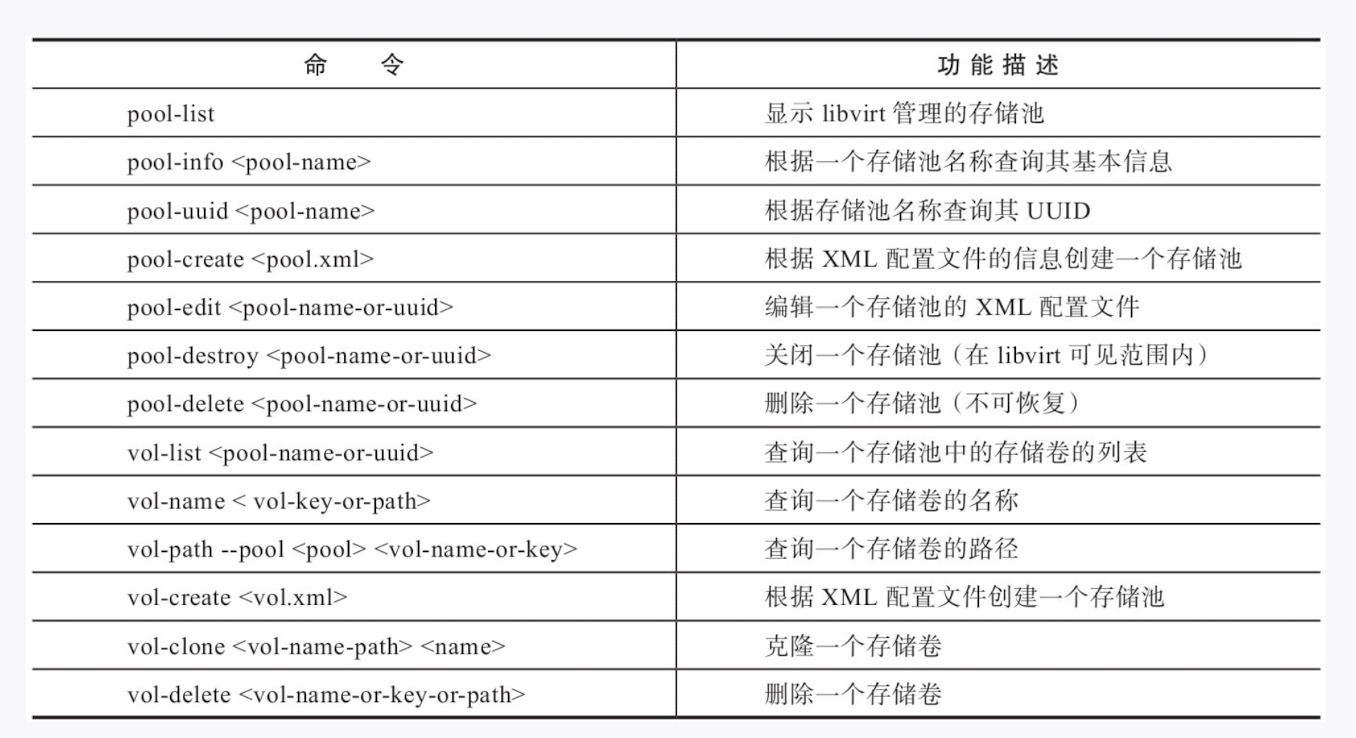 命 令 功能描述
pool-list 显示 libvirt 管理的存储池
pool-info <pool-name> 根据一个存储池名称查询其基本信息
pool-uuid <pool-name> 根据存储池名称查询其 UUID
pool-create <pool.xml> 根据 XML 配置文件的信息创建一个存储池
pool-edit <pool-name-or-uuid> 编辑一个存储池的 XML 配置文件
pool-destroy <pool-name-or-uuid> 关闭一个存储池（在 libvirt 可见范围内）
pool-delete <pool-name-or-uuid> 删除一个存储池（不可恢复）
vol-list <pool-name-or-uuid> 查询一个存储池中的存储卷的列表
vol-name < vol-key-or-path> 查询一个存储卷的名称
vol-path --pool <pool> <vol-name-or-key> 查询一个存储卷的路径
vol-create <vol.xml> 根据 XML 配置文件创建一个存储池
vol-clone <vol-name-path> <name> 克隆一个存储卷
vol-delete <vol-name-or-key-or-path> 删除一个存储卷